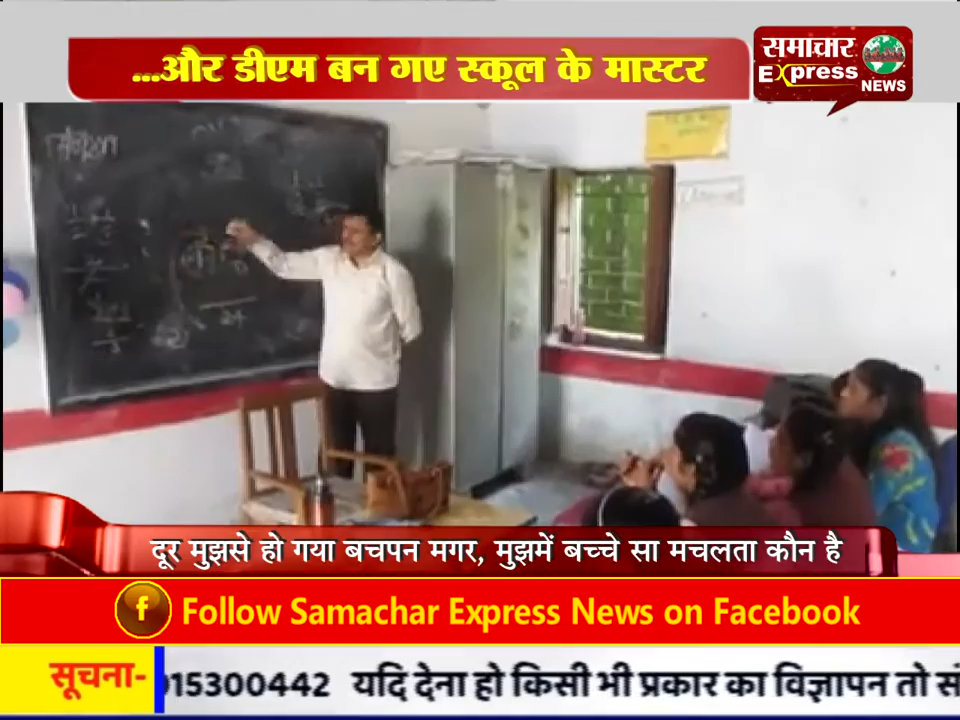 ...और डीएम बन गए स्कूल के मास्टर
समाचार
Express
NEWS
दूर मुझसे हो गया बचपन मगर, मुझमें बच्चे सा मचलता कौन है
f Follow Samachar Express News on Facebook
सूचना- 015300442 यदि देना हो किसी भी प्रकार का विज्ञापन तो